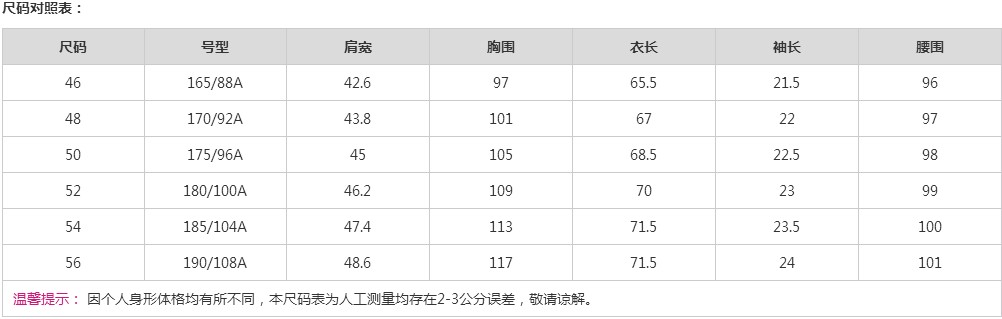 尺码对照表：
尺码 号型 肩宽 胸围 衣长 袖长 腰围
46 165/88A 42.6 97 65.5 21.5 96
48 170/92A 43.8 101 67 22 97
50 175/96A 45 105 68.5 22.5 98
52 180/100A 46.2 109 70 23 99
54 185/104A 47.4 113 71.5 23.5 100
56 190/108A 48.6 117 71.5 24 101
温馨提示： 因个人身形体格均有所不同，本尺码表为人工测量均存在2-3公分误差，敬请谅解。